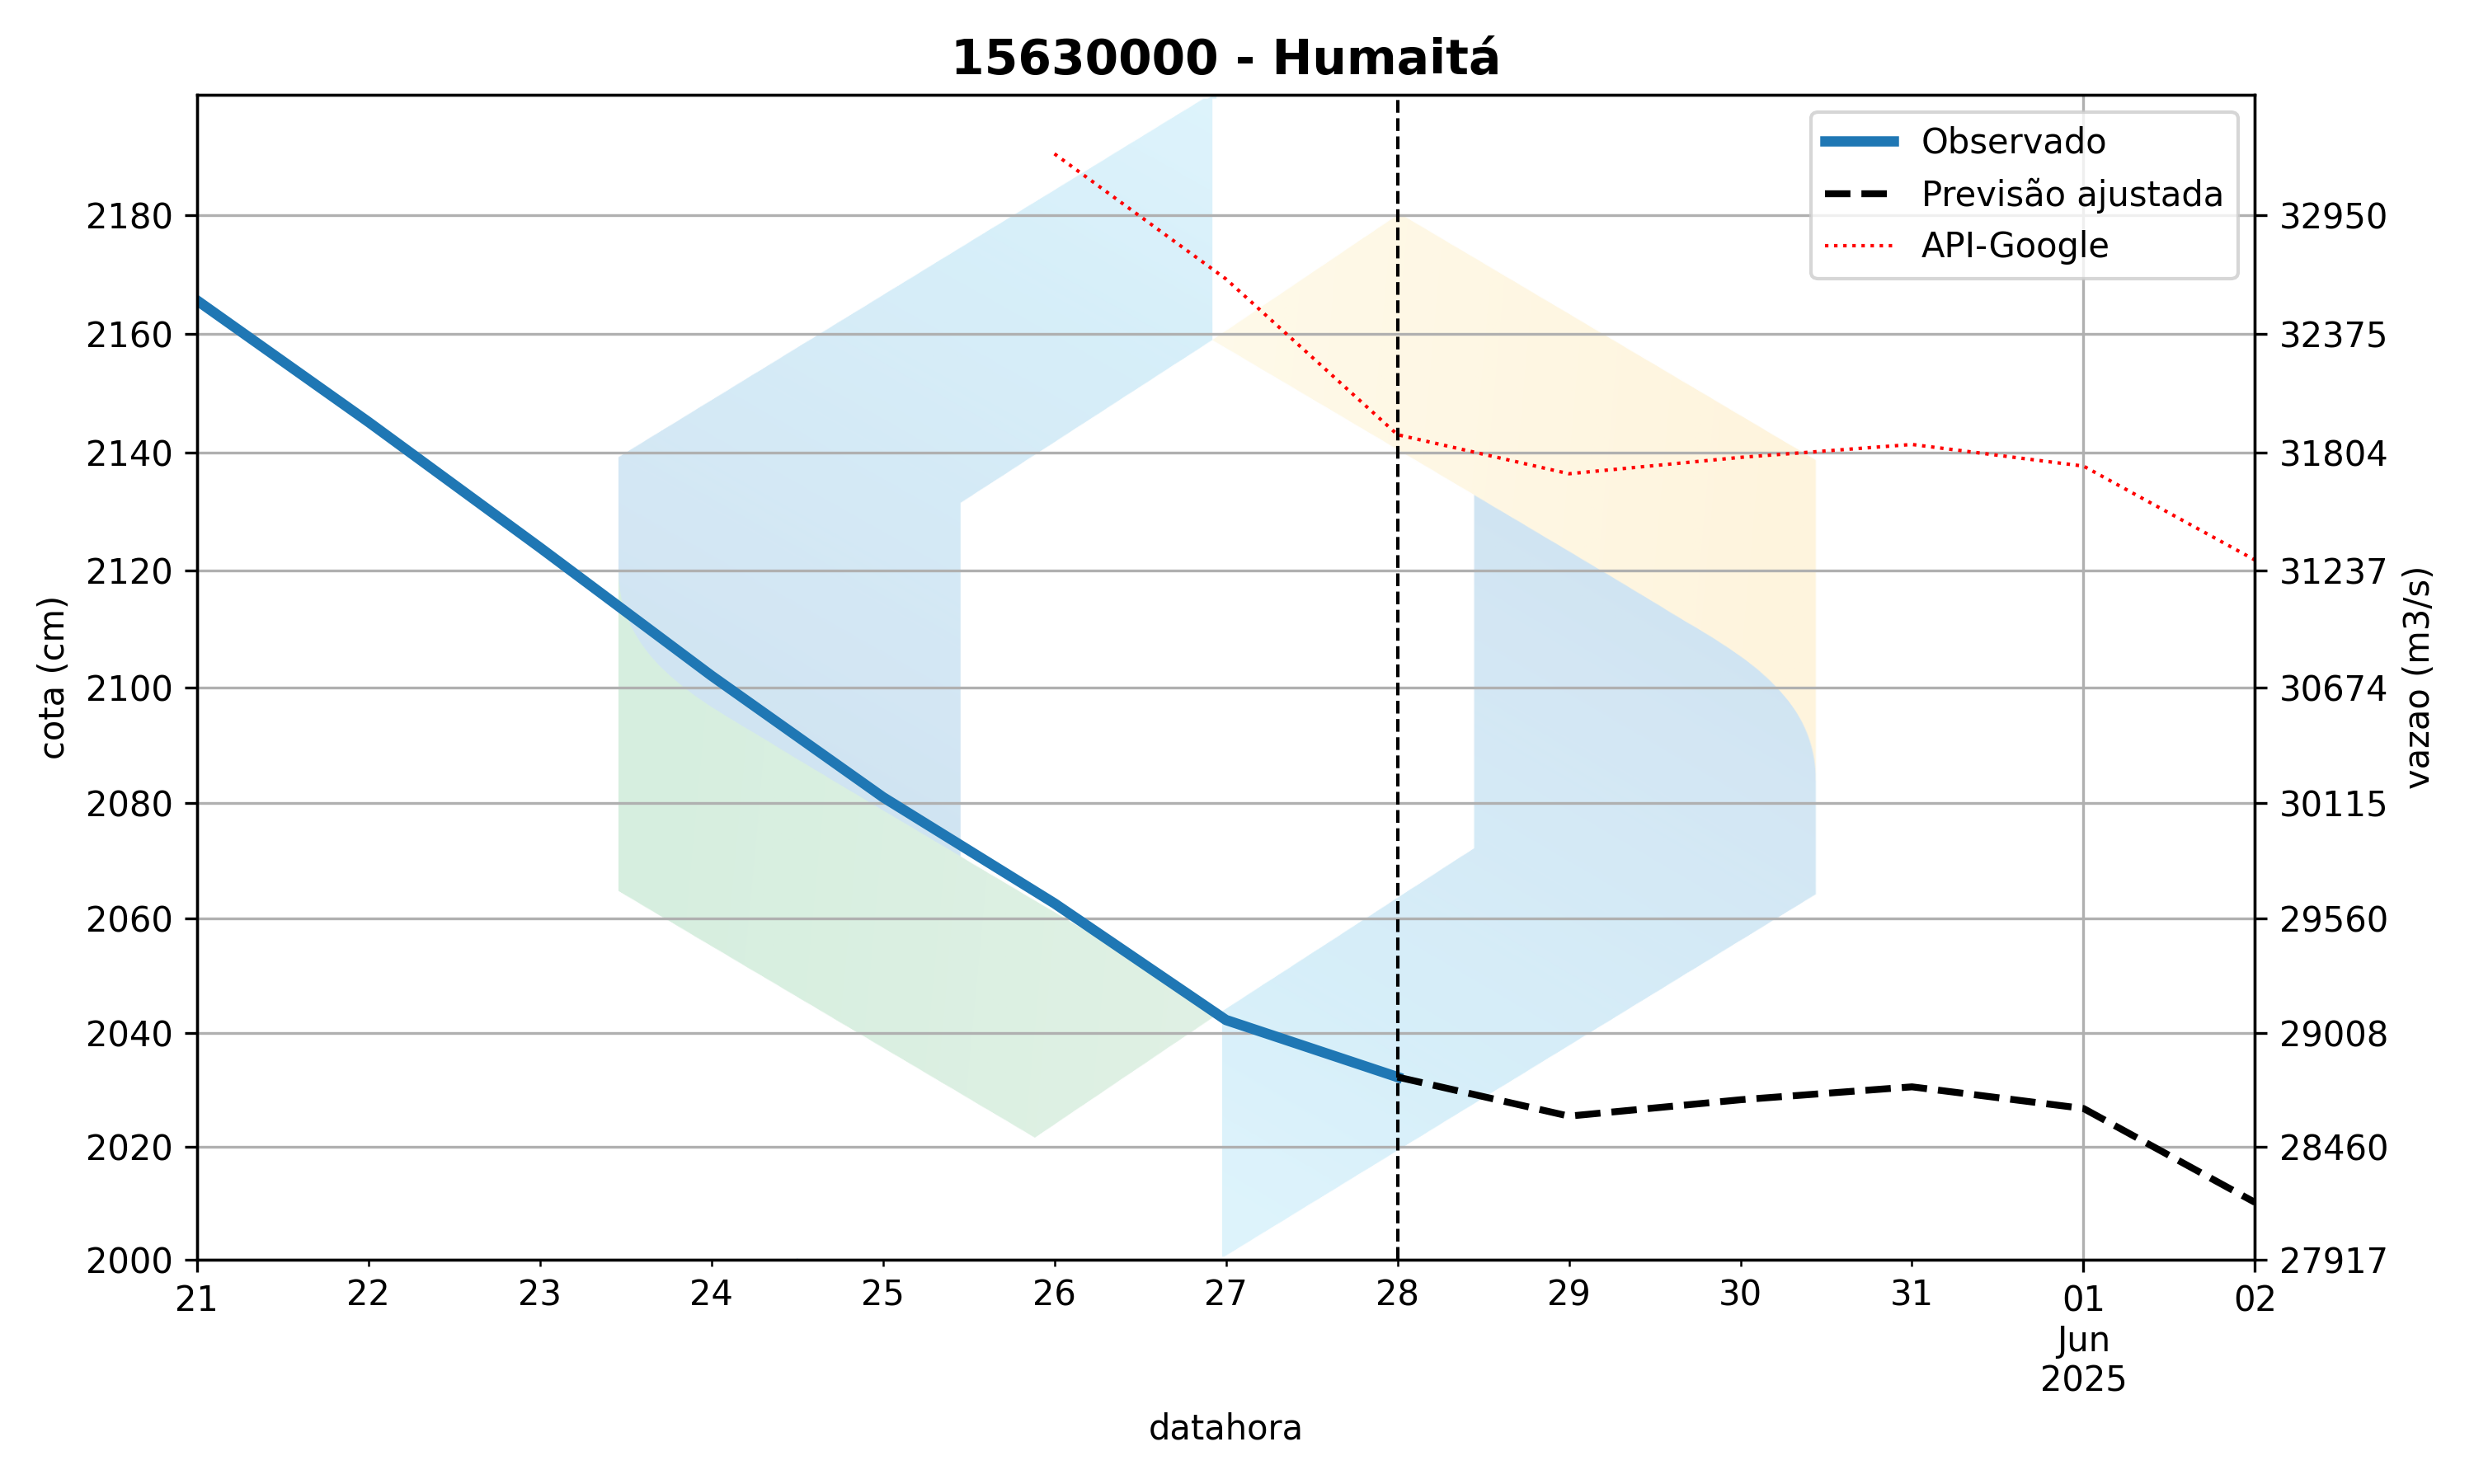 15630000 - Humaitá
Observado
Previsão ajustada
API-Google
2180
2160
2140
2120
2100
2080
2060
2040
2020
2000
cota (cm)
32950
32375
31804
31237
30674
30115
29560
29008
28460
27917
vazao (m3/s)
21 22 23 24 25 26 27 28 29 30 31 01 02
Jun
2025
datahora